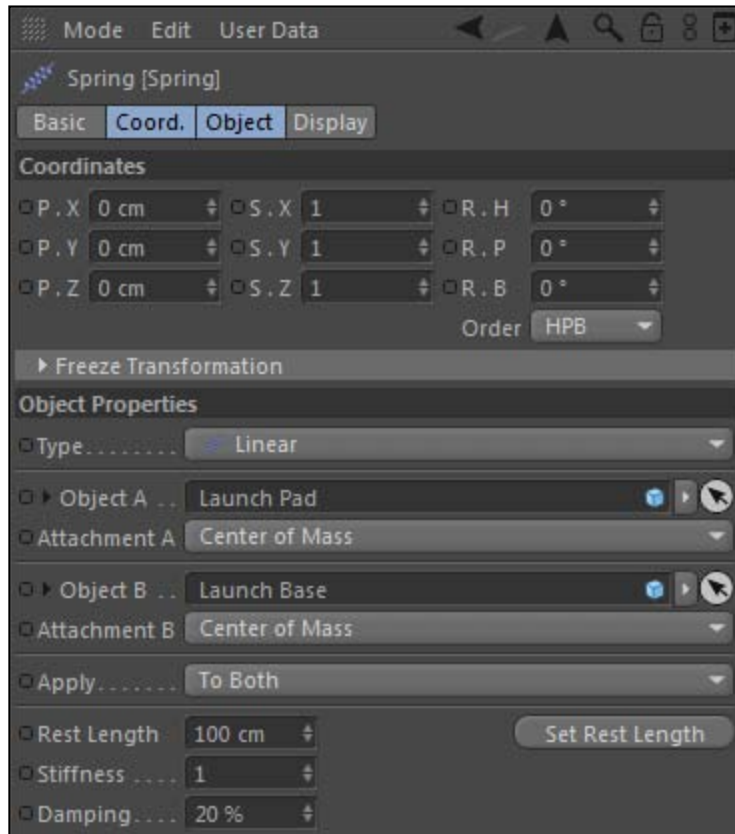 Mode Edit User Data
Spring [Spring]
Basic Coord. Object Display
Coordinates
P . X 0 cm S . X 1 R . H 0 °
P . Y 0 cm S . Y 1 R . P 0 °
P . Z 0 cm S . Z 1 R . B 0 °
Order HPB
Freeze Transformation
Object Properties
Type........ Linear
Object A .. Launch Pad
Attachment A Center of Mass
Object B .. Launch Base
Attachment B Center of Mass
Apply....... To Both
Rest Length 100 cm Set Rest Length
Stiffness .... 1
Damping.... 20 %